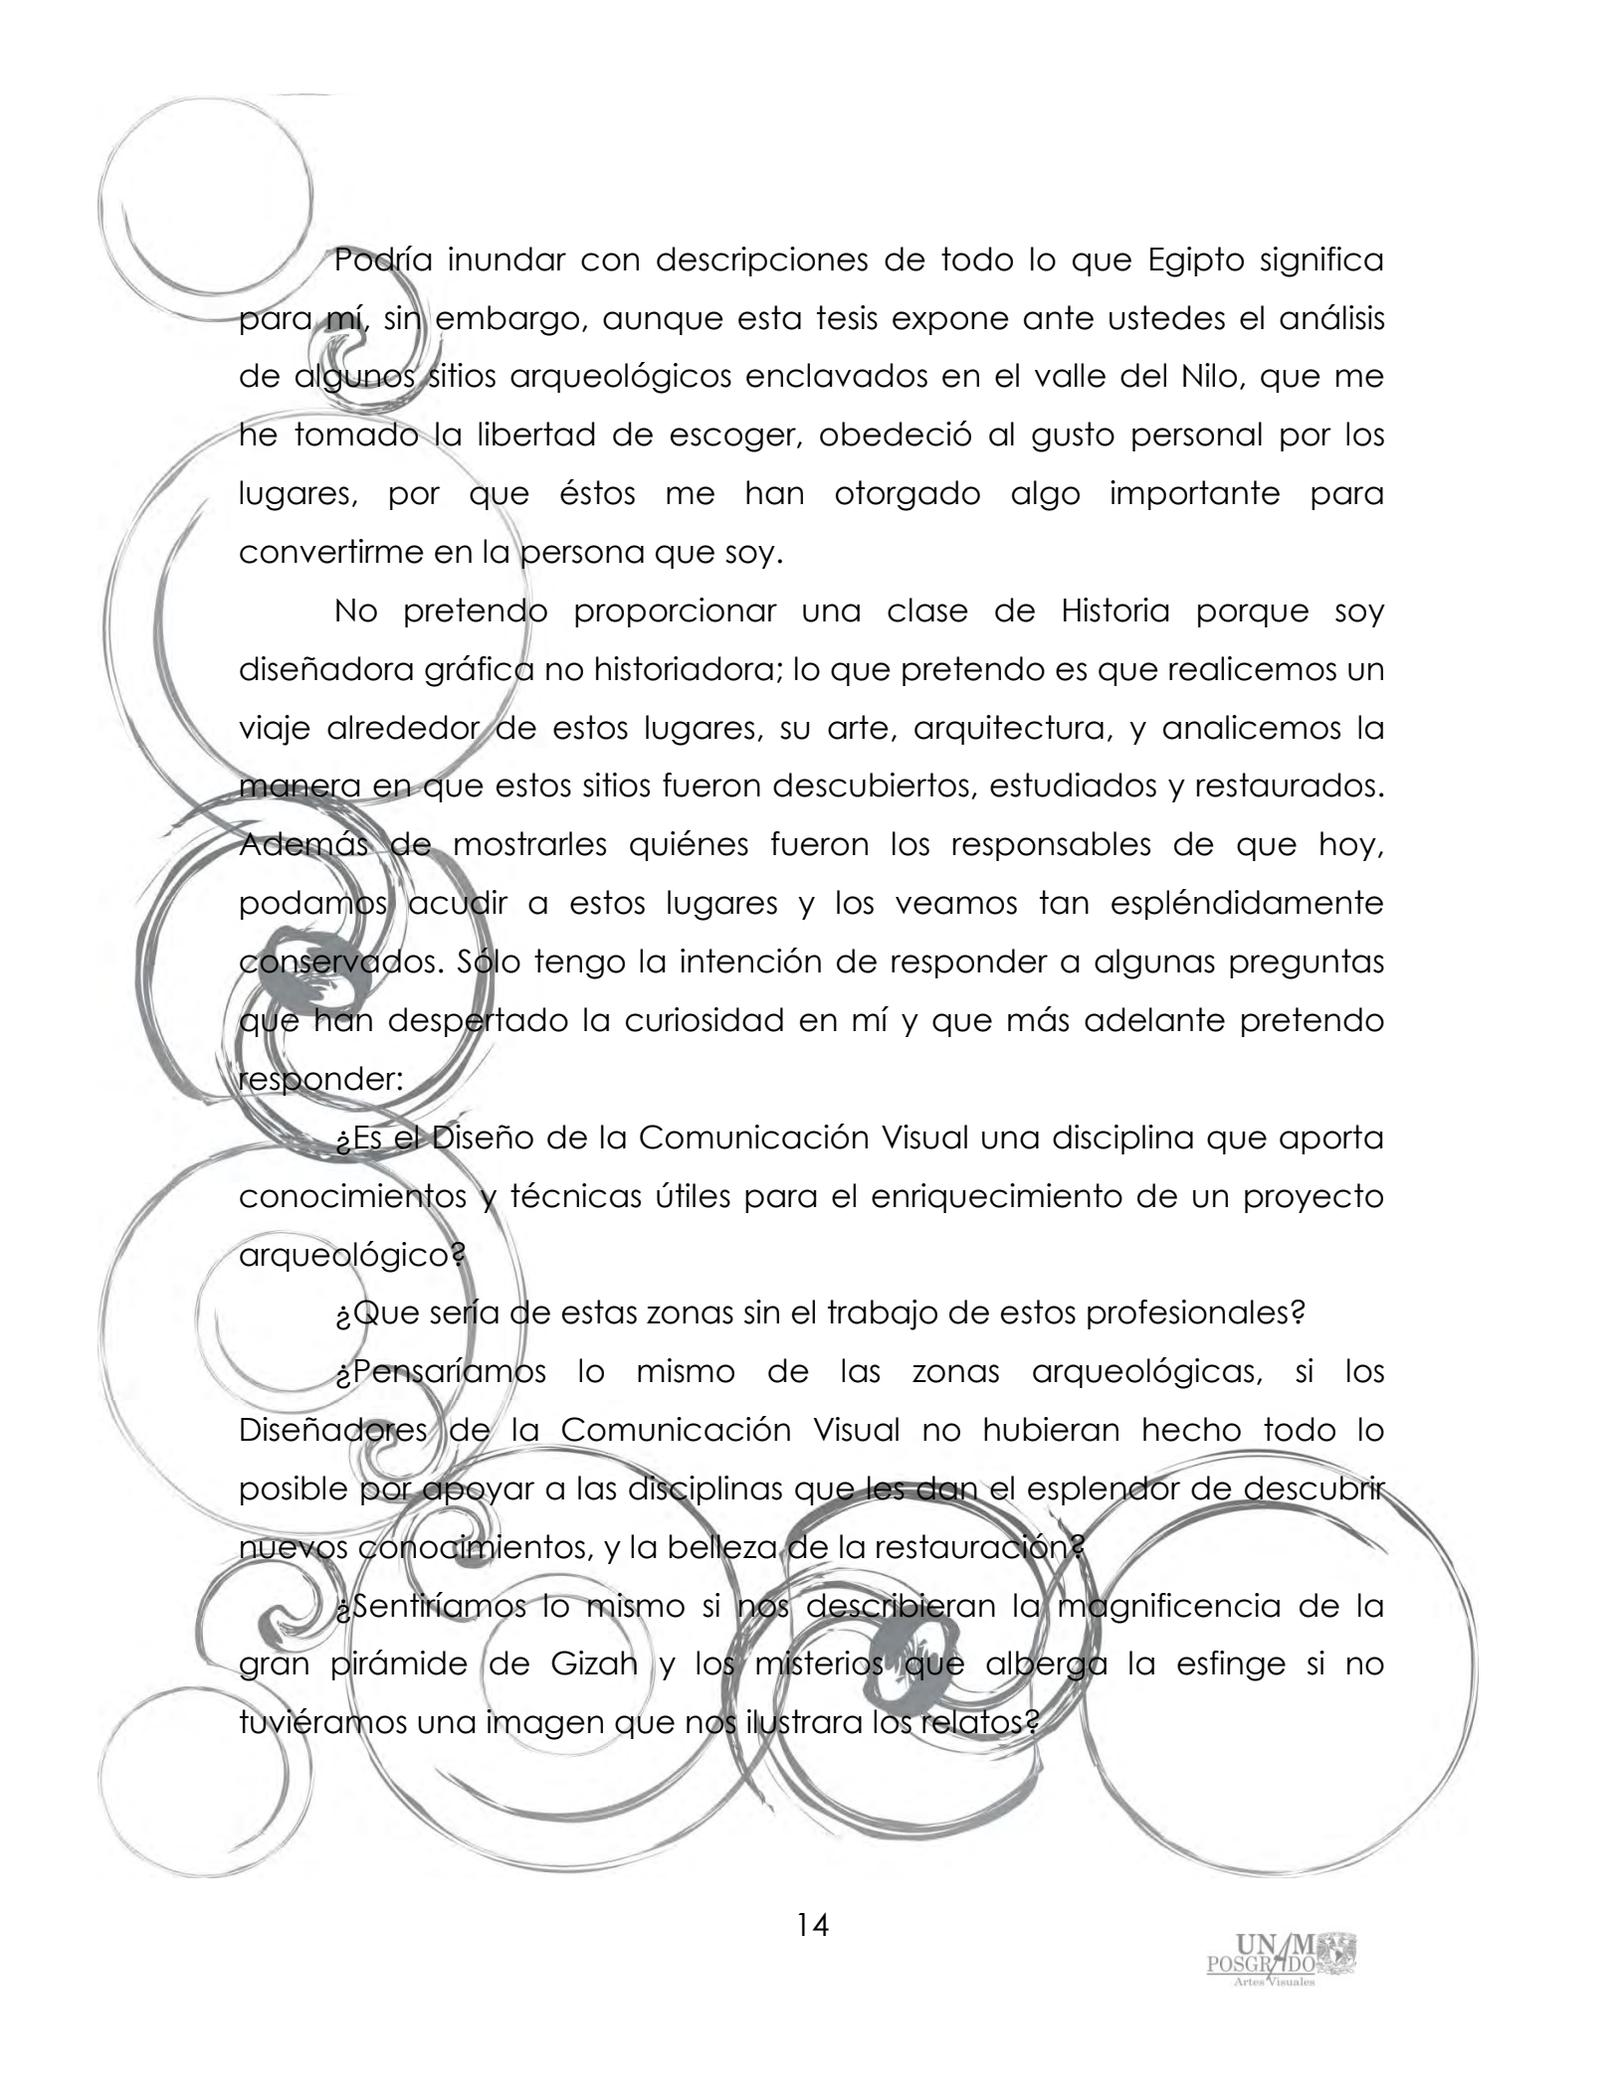 Podría inundar con descripciones de todo lo que Egipto significa
para mí, sin embargo, aunque esta tesis expone ante ustedes el análisis
de algunos sitios arqueológicos enclavados en el valle del Nilo, que me
he tomado la libertad de escoger, obedeció al gusto personal por los
lugares, por que éstos me han otorgado algo importante para
convertirme en la persona que soy.
No pretendo proporcionar una clase de Historia porque soy
diseñadora gráfica no historiadora; lo que pretendo es que realicemos un
viaje alrededor de estos lugares, su arte, arquitectura, y analicemos la
manera en que estos sitios fueron descubiertos, estudiados y restaurados.
Además de mostrarles quiénes fueron los responsables de que hoy,
podamos acudir a estos lugares y los veamos tan espléndidamente
conservados. Sólo tengo la intención de responder a algunas preguntas
que han despertado la curiosidad en mí y que más adelante pretendo
responder:
¿Es el Diseño de la Comunicación Visual una disciplina que aporta
conocimientos y técnicas útiles para el enriquecimiento de un proyecto
arqueológico?
¿Que sería de estas zonas sin el trabajo de estos profesionales?
¿Pensaríamos lo mismo de las zonas arqueológicas, si los
Diseñadores de la Comunicación Visual no hubieran hecho todo lo
posible por apoyar a las disciplinas que les dan el esplendor de descubrir
nuevos conocimientos, y la belleza de la restauración?
¿Sentiríamos lo mismo si nos describieran la magnificencia de la
gran pirámide de Gizah y los misterios que alberga la esfinge si no
tuviéramos una imagen que nos ilustrara los relatos?
14
UNAM
POSGRADO
Artes Visuales